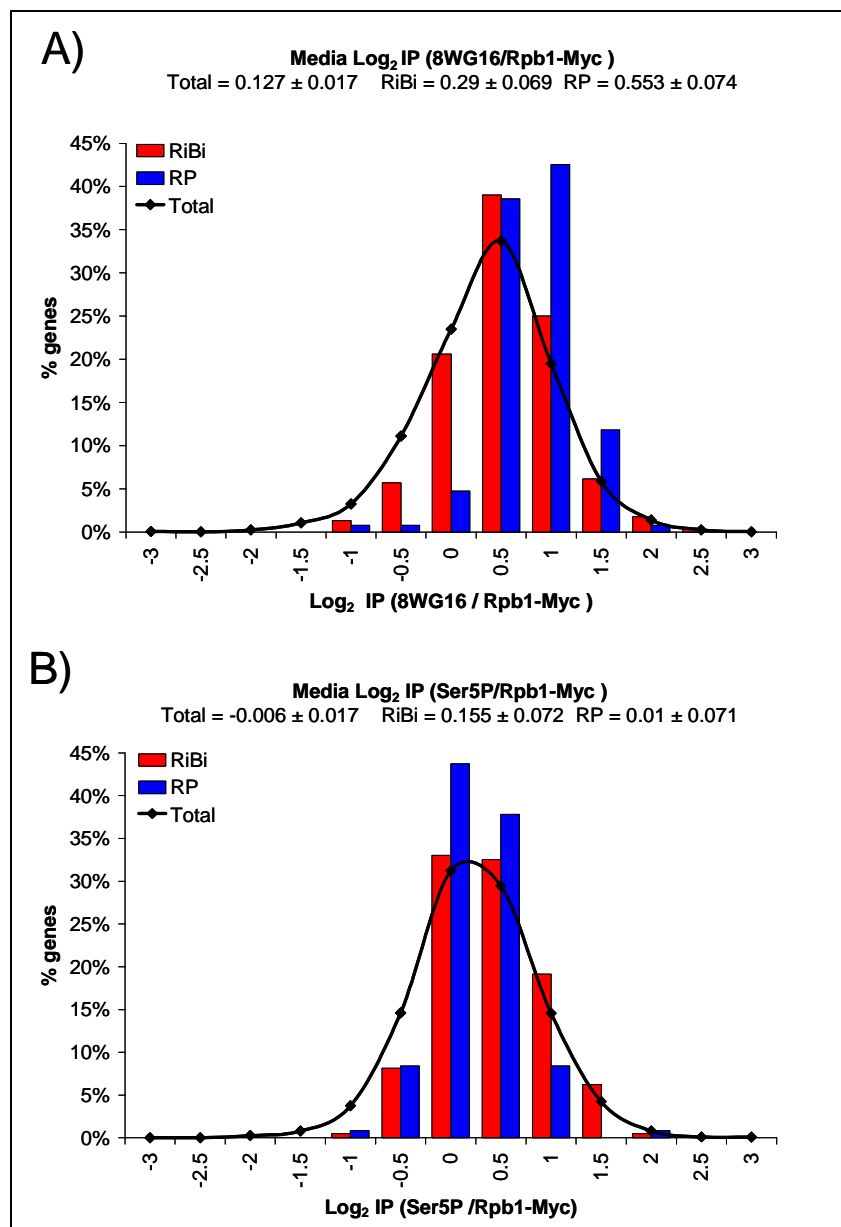 A)
Media Log₂ IP (8WG16/Rpb1-Myc )
Total = 0.127 ± 0.017 RiBi = 0.29 ± 0.069 RP = 0.553 ± 0.074
45%
40%
35%
30%
25%
20%
15%
10%
5%
0%
% genes
RiBi
RP
Total
-3 -2.5 -2 -1.5 -1 -0.5 0 0.5 1 1.5 2 2.5 3
Log₂ IP (8WG16 / Rpb1-Myc )
B)
Media Log₂ IP (Ser5P/Rpb1-Myc )
Total = -0.006 ± 0.017 RiBi = 0.155 ± 0.072 RP = 0.01 ± 0.071
45%
40%
35%
30%
25%
20%
15%
10%
5%
0%
% genes
RiBi
RP
Total
-3 -2.5 -2 -1.5 -1 -0.5 0 0.5 1 1.5 2 2.5 3
Log₂ IP (Ser5P /Rpb1-Myc)